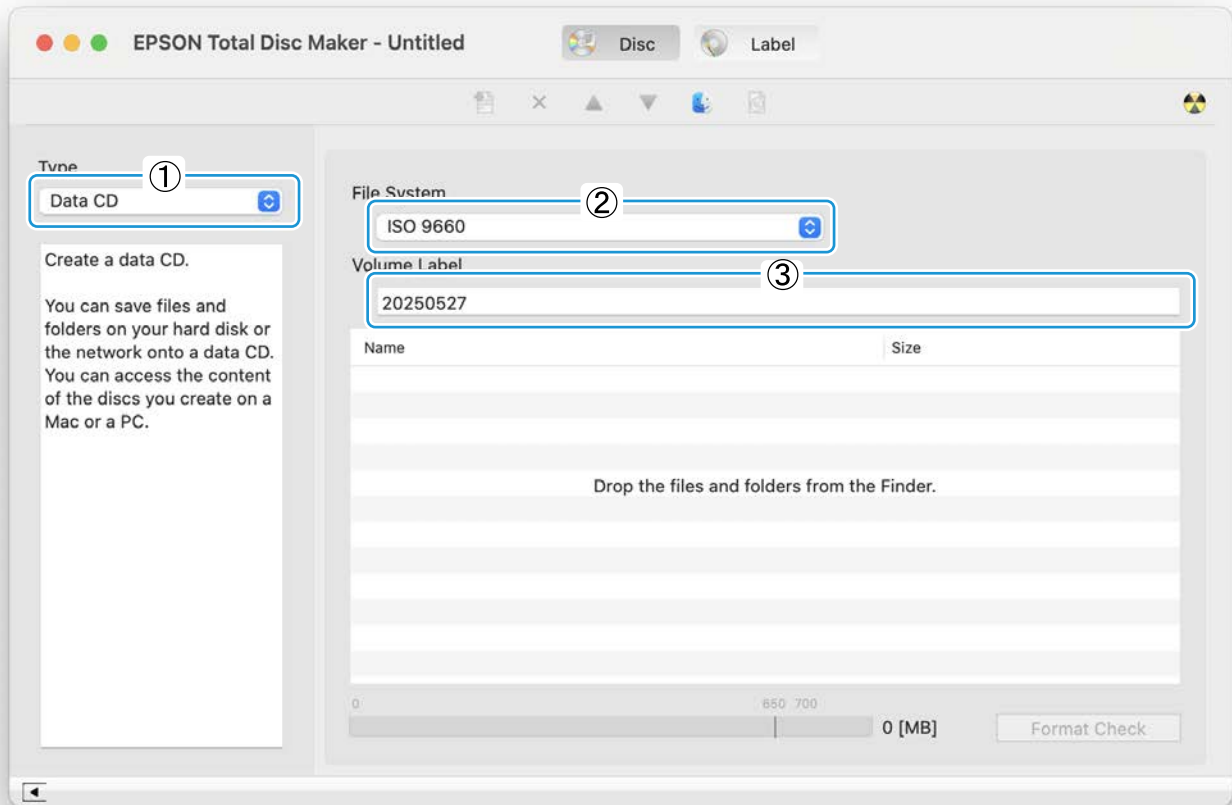 EPSON Total Disc Maker - Untitled
Disc
Label
Type
①
Data CD
Create a data CD.
You can save files and
folders on your hard disk or
the network onto a data CD.
You can access the content
of the discs you create on a
Mac or a PC.
File System
②
ISO 9660
Volume Label
③
20250527
Name Size
Drop the files and folders from the Finder.
0 650 700
0 [MB]
Format Check